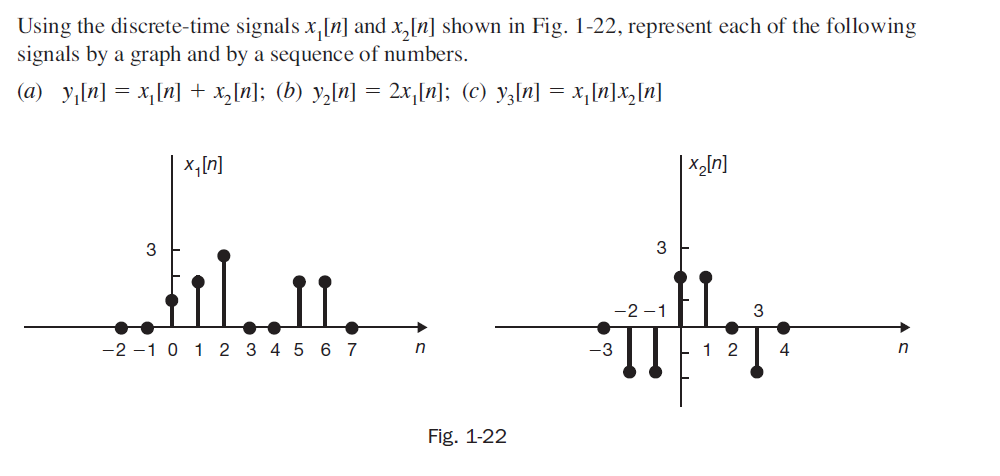 Using the discrete-time signals x₁[n] and x₂[n] shown in Fig. 1-22, represent each of the following
signals by a graph and by a sequence of numbers.
(a) y₁[n] = x₁[n] + x₂[n]; (b) y₂[n] = 2x₁[n]; (c) y₃[n] = x₁[n]x₂[n]
x₁[n]
3
−2 −1 0 1 2 3 4 5 6 7 n
x₂[n]
3
−2 −1 3
−3 1 2 4 n
Fig. 1-22